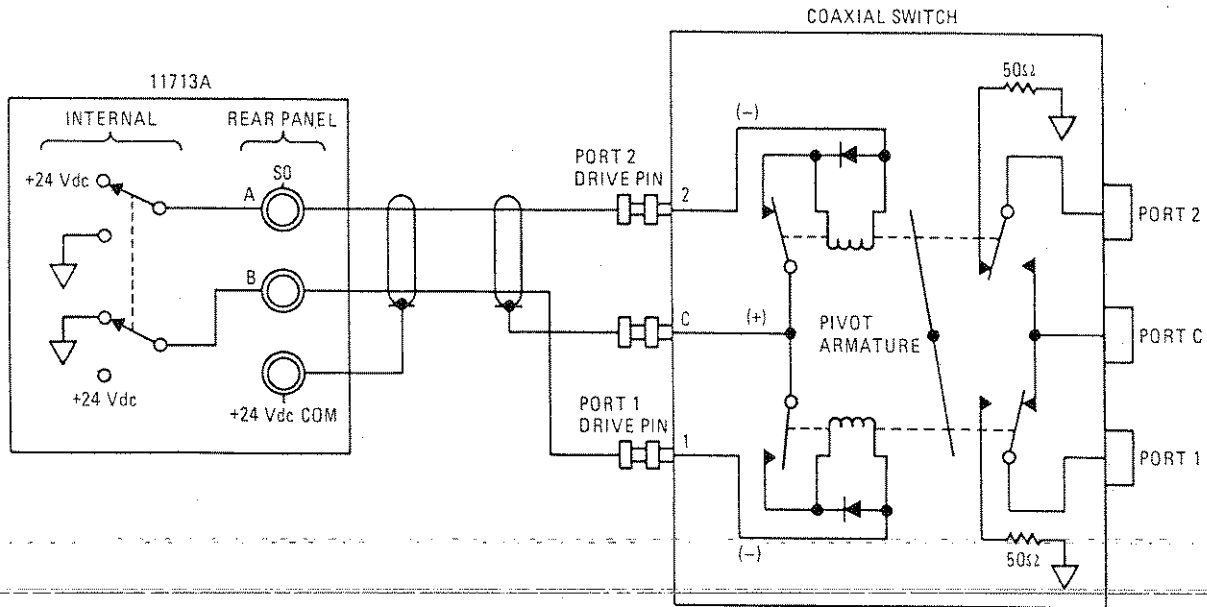 COAXIAL SWITCH
11713A
INTERNAL
REAR PANEL
+24 Vdc
S0
A
B
+24 Vdc
+24 Vdc COM
PORT 2
DRIVE PIN
2
(-)
C
(+)
PORT 1
DRIVE PIN
1
(-)
PIVOT
ARMATURE
50Ω
50Ω
PORT 2
PORT C
PORT 1